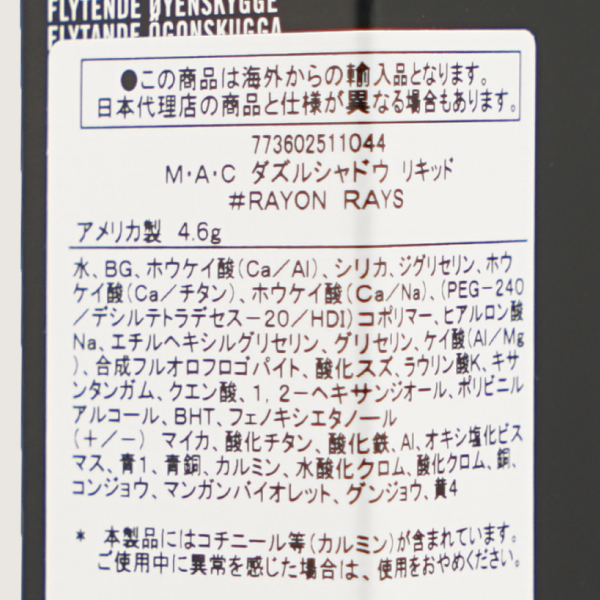 FLYTENDE ØYENSKYGGE
FLYTANDE ÖGONSKUGGA
●この商品は海外からの輸入品となります。
日本代理店の商品と仕様が異なる場合もあります。
773602511044
M・A・C ダズルシャドウ リキッド
#RAYON RAYS
アメリカ製 4.6g
水、BG、ホウケイ酸(Ca/Al)、シリカ、ジグリセリン、ホウ
ケイ酸(Ca/チタン)、ホウケイ酸(Ca/Na)、(PEG-240
/デシルテトラデセス-20/HDI)コポリマー、ヒアルロン酸
Na、エチルヘキシルグリセリン、グリセリン、ケイ酸(Al/Mg
)、合成フルオロフロゴパイト、酸化スズ、ラウリン酸K、キサ
ンタンガム、クエン酸、1,2-ヘキサンジオール、ポリビニル
アルコール、BHT、フェノキシエタノール
(+/-) マイカ、酸化チタン、酸化鉄、Al、オキシ塩化ビス
マス、青1、青銅、カルミン、水酸化クロム、酸化クロム、銅、
コンジョウ、マンガンバイオレット、グンジョウ、黄4
* 本製品にはコチニール等(カルミン)が含まれています。
ご使用中に異常を感じた場合は、使用をおやめください。